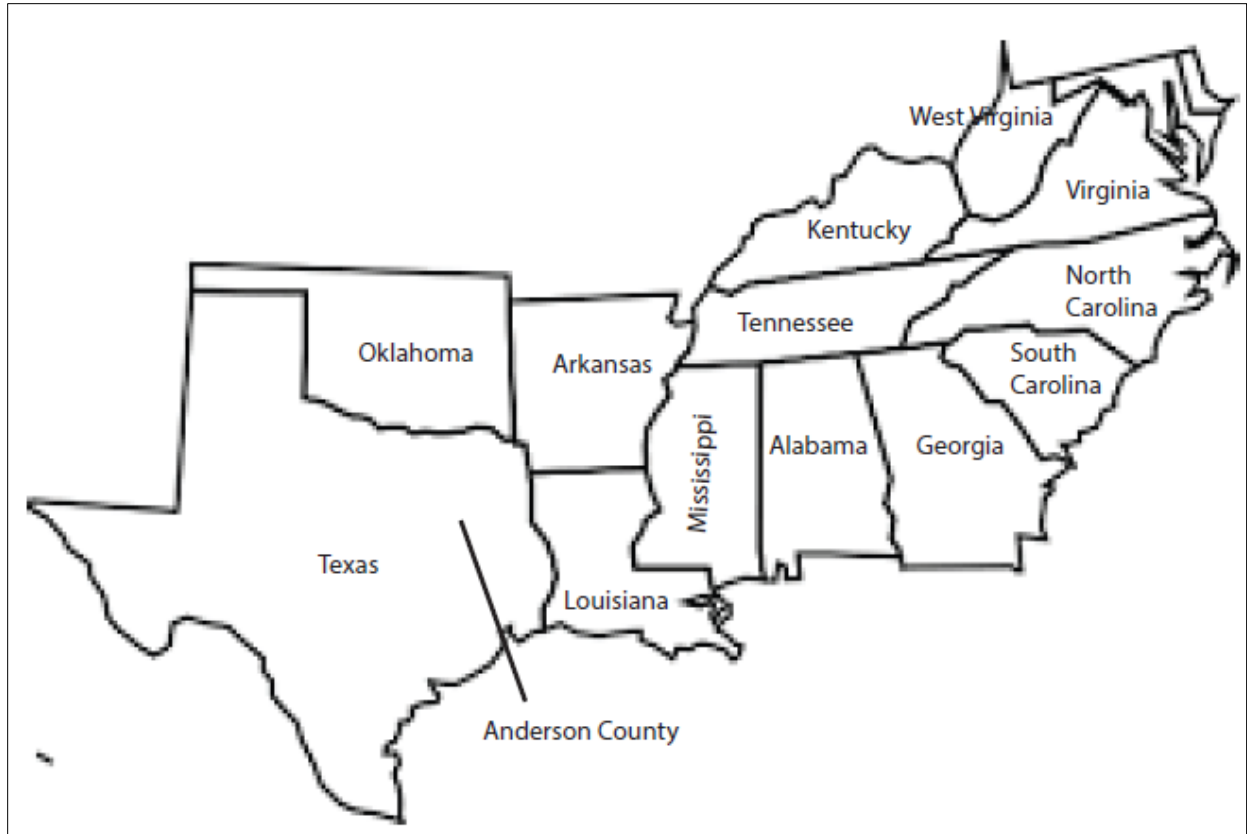 West Virginia
Virginia
Kentucky
North
Carolina
Tennessee
Oklahoma
Arkansas
South
Carolina
Mississippi
Alabama
Georgia
Texas
Louisiana
Anderson County